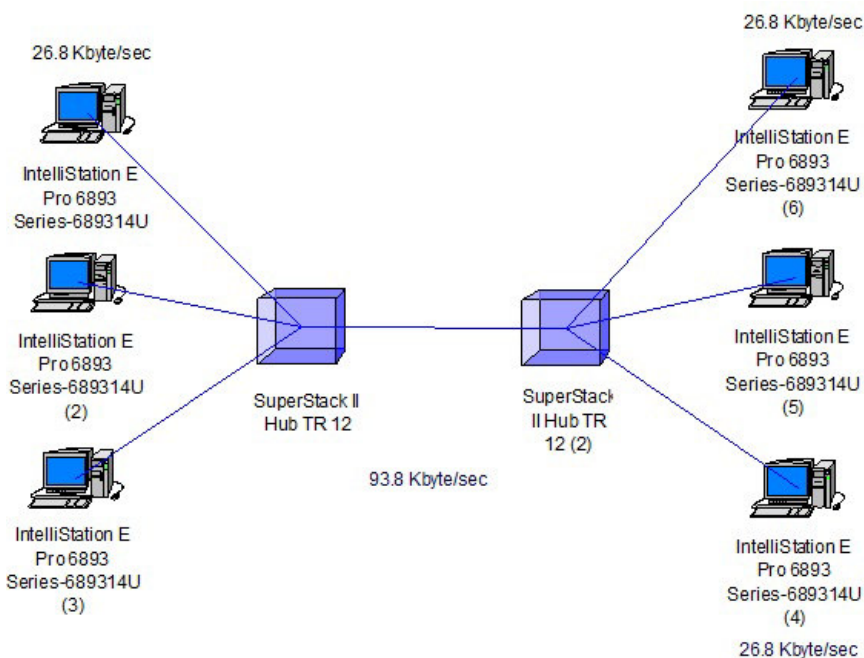 26.8 Kbyte/sec
IntelliStation E
Pro 6893
Series-689314U
IntelliStation E
Pro 6893
Series-689314U
(2)
IntelliStation E
Pro 6893
Series-689314U
(3)
SuperStack II
Hub TR 12
SuperStack
II Hub TR
12 (2)
93.8 Kbyte/sec
26.8 Kbyte/sec
IntelliStation E
Pro 6893
Series-689314U
(6)
IntelliStation E
Pro 6893
Series-689314U
(5)
IntelliStation E
Pro 6893
Series-689314U
(4)
26.8 Kbyte/sec